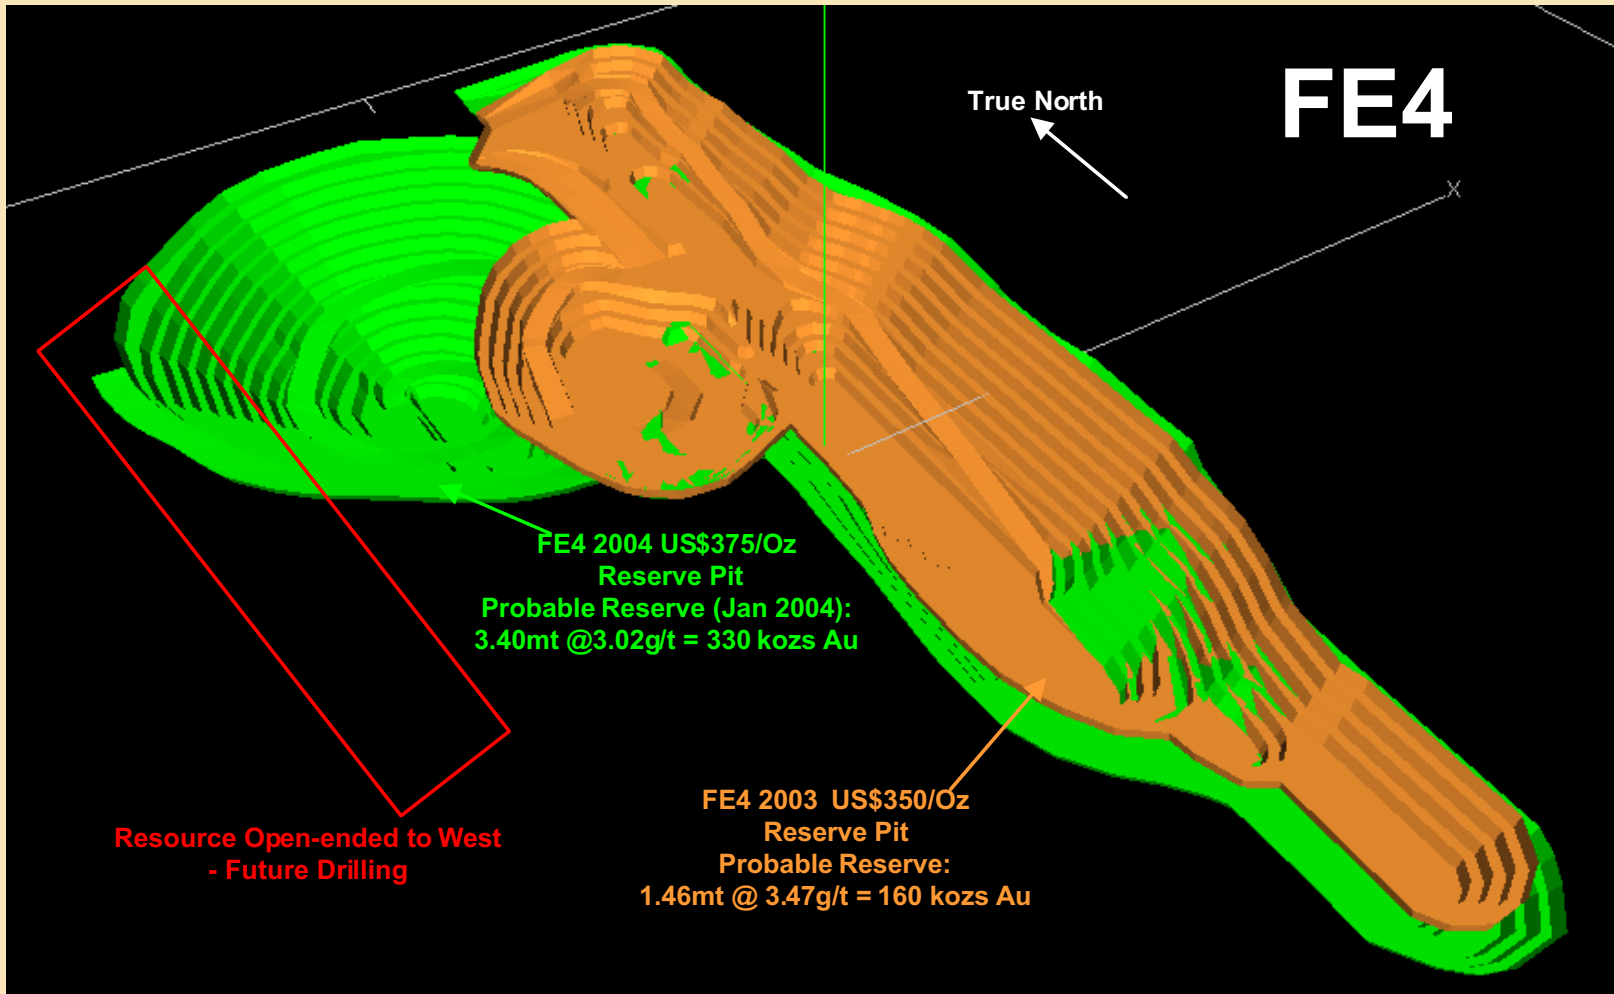 FE4
True North
X
FE4 2004 US$375/Oz
Reserve Pit
Probable Reserve (Jan 2004):
3.40mt @3.02g/t = 330 kozs Au
FE4 2003  US$350/Oz
Reserve Pit
Probable Reserve:
1.46mt @ 3.47g/t = 160 kozs Au
Resource Open-ended to West
- Future Drilling